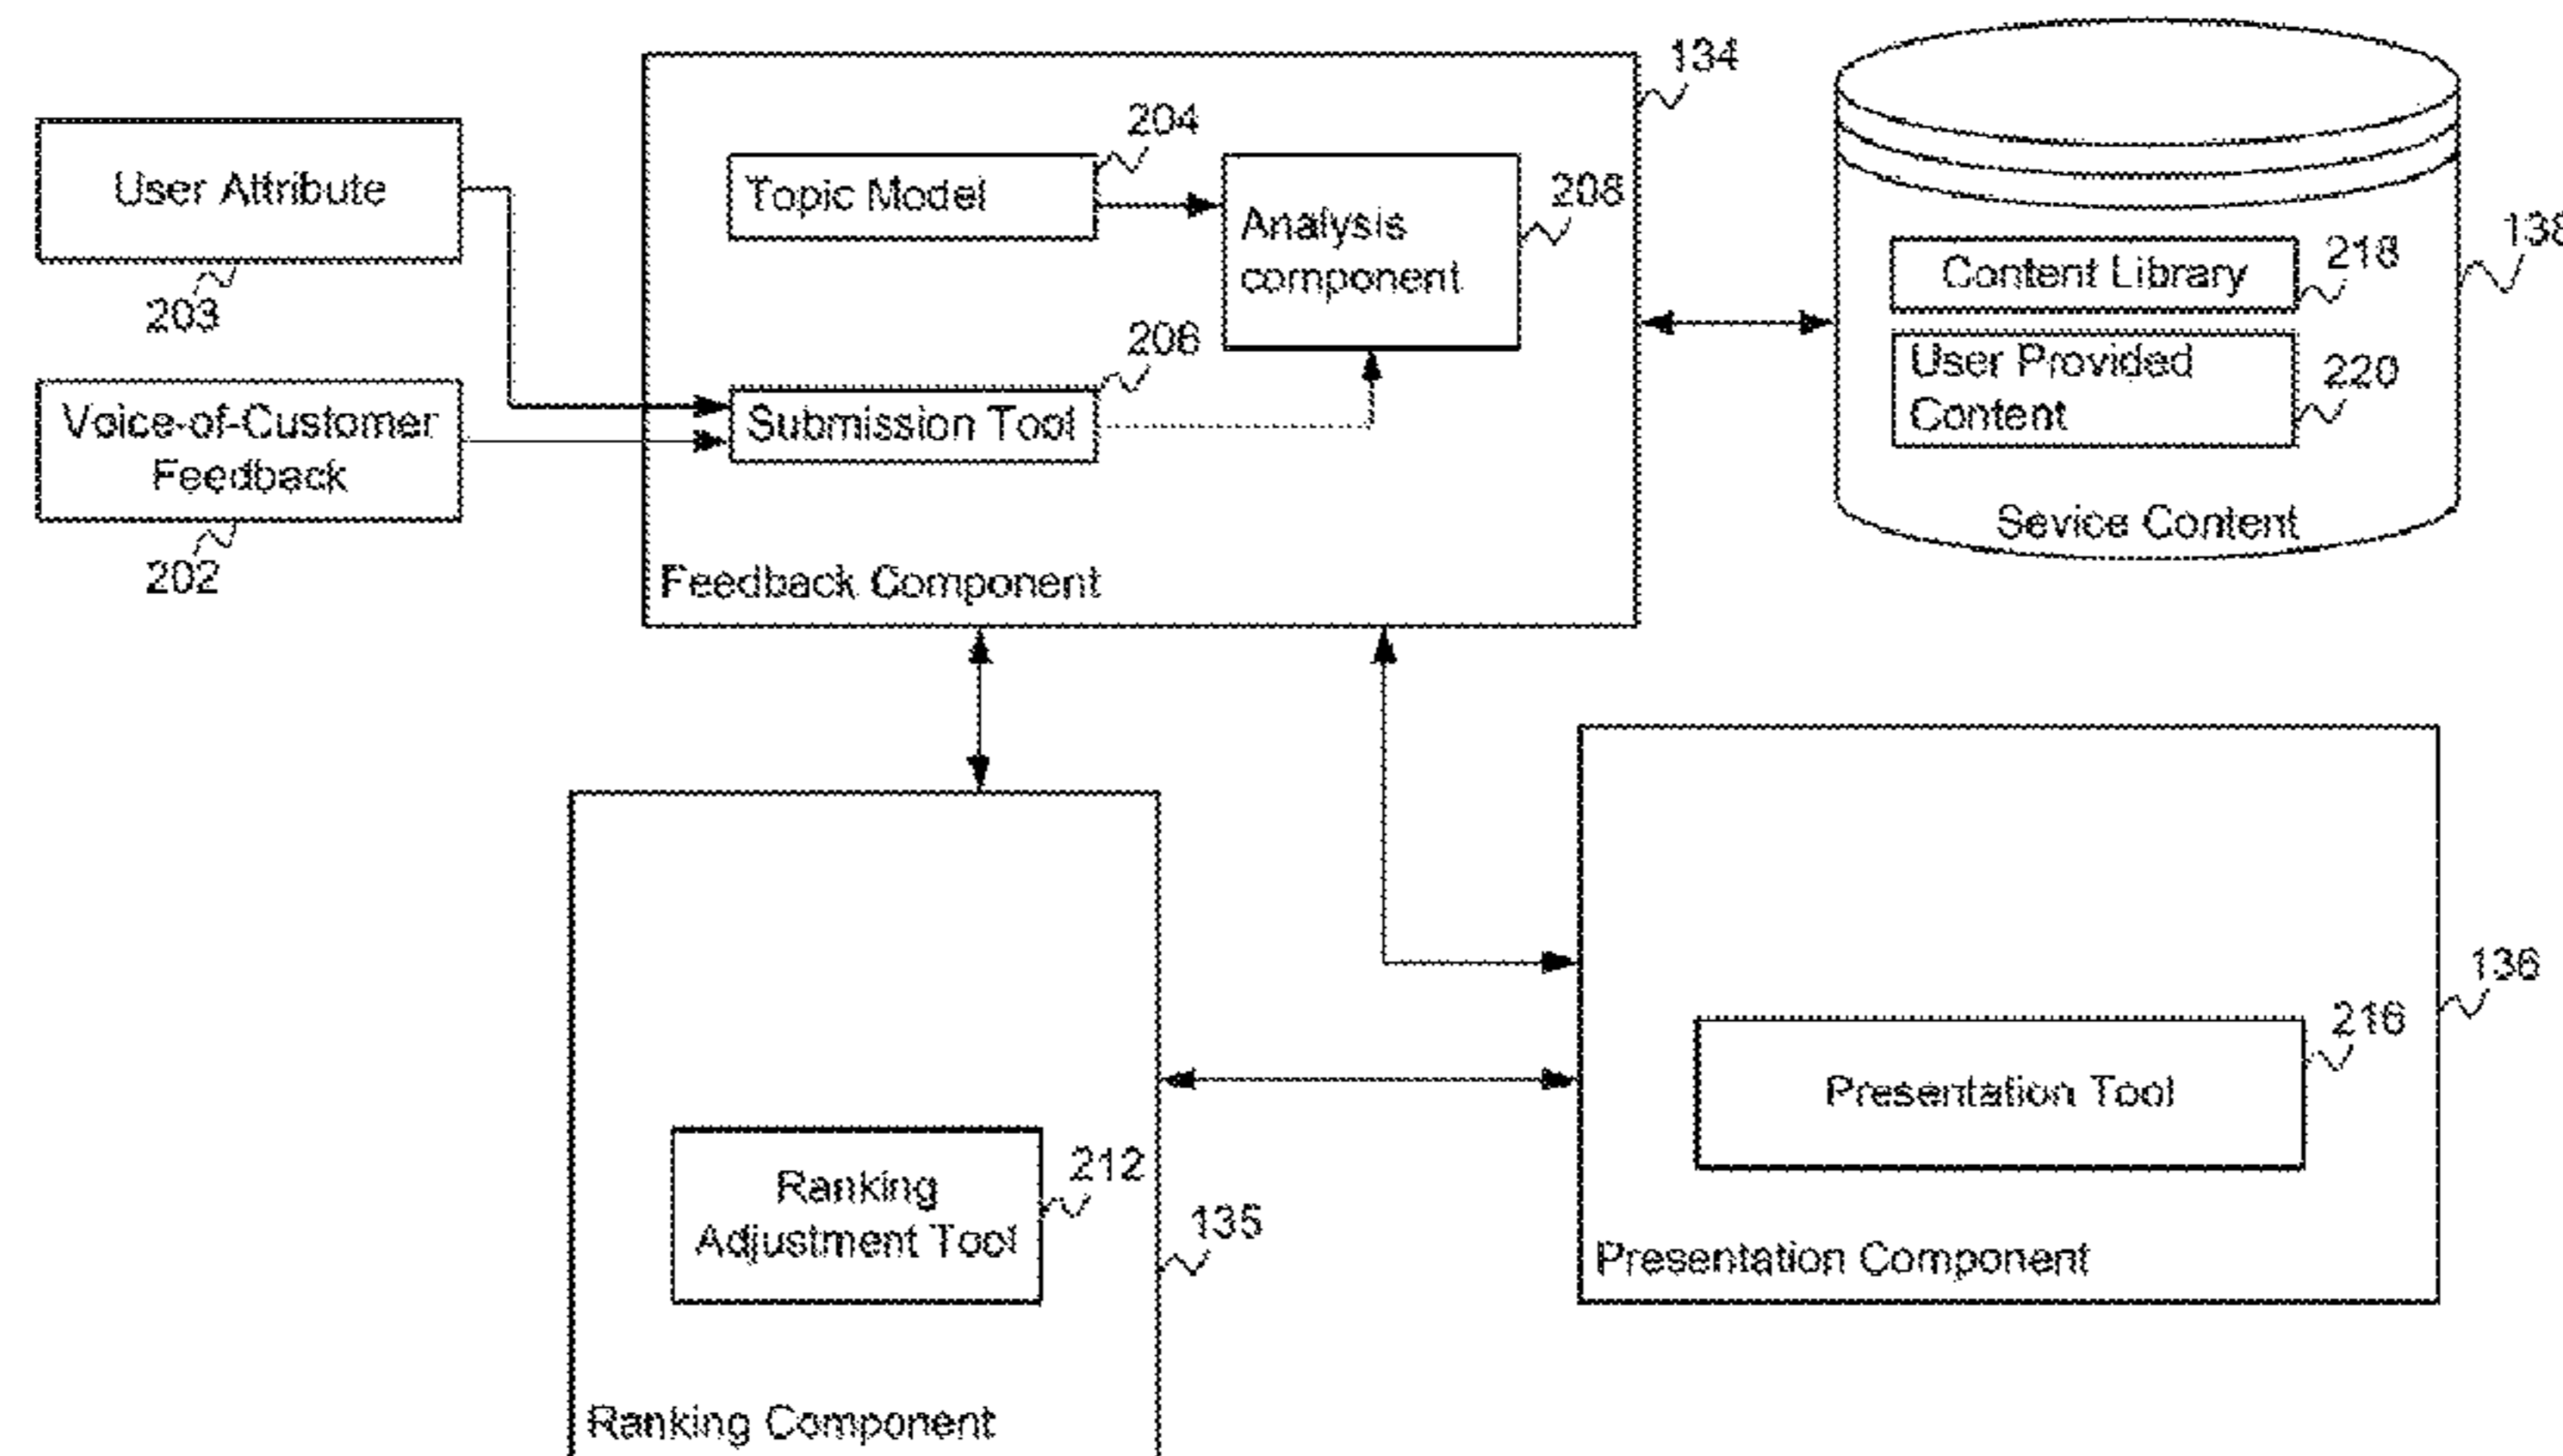 134
204
User Attribute
Topic Model
208
Analysis
component
203
206
Voice-of-Customer
Feedback
Submission Tool
202
Feedback Component
138
Content Library
218
User Provided
Content
220
Sevice Content
136
216
Presentation Tool
Presentation Component
212
Ranking
Adjustment Tool
135
Ranking Component